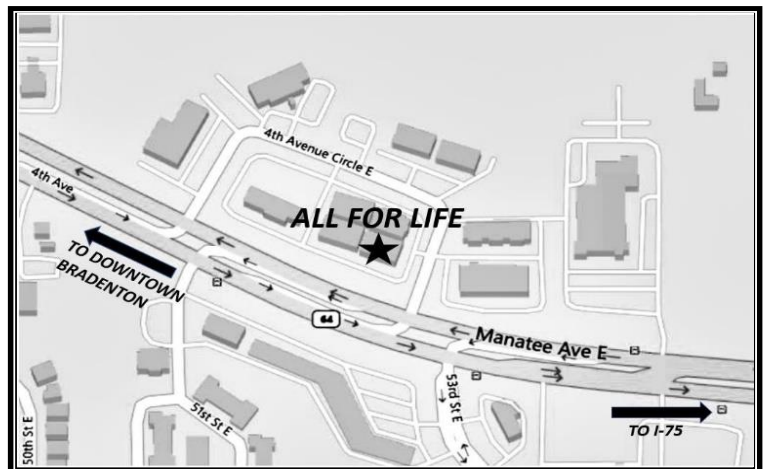 4th Avenue Circle E
4th Ave
ALL FOR LIFE
TO DOWNTOWN
BRADENTON
64
Manatee Ave E
53rd St E
51st St E
50th St E
TO I-75